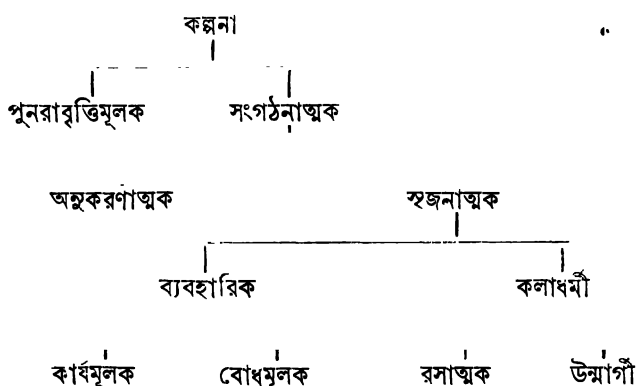 কল্পনা
পুনরাবৃত্তিমূলক সংগঠনাত্মক
অনুকরণাত্মক সৃজনাত্মক
ব্যবহারিক কলাধর্মী
কার্যমূলক বোধমূলক রসাত্মক উন্মার্গী